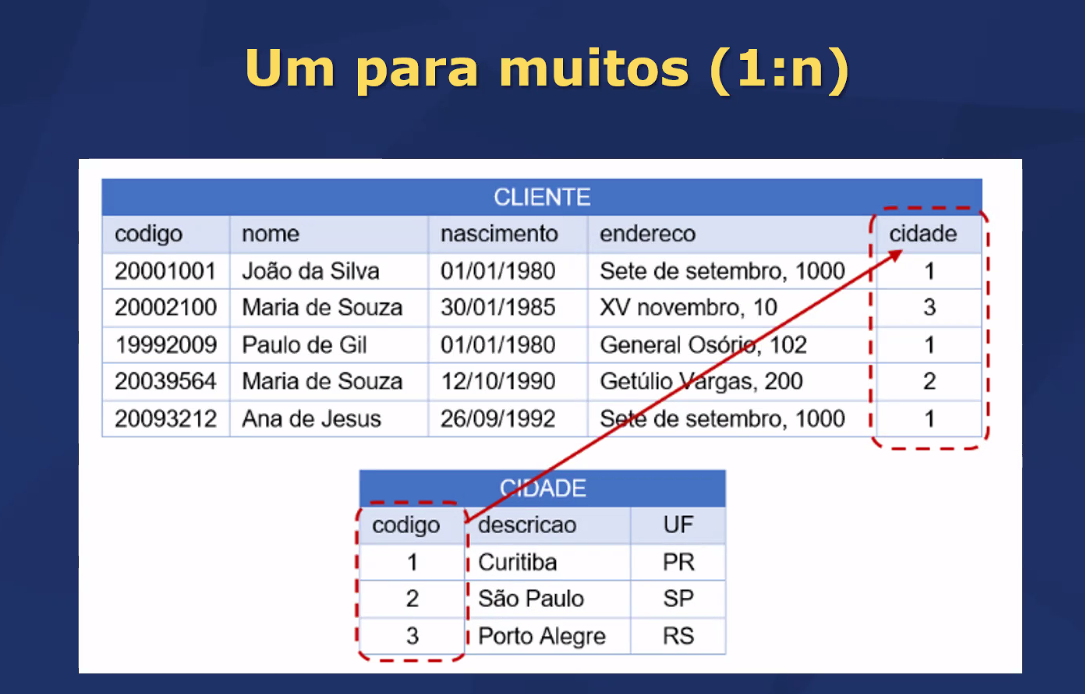 Um para muitos (1:n)
CLIENTE
codigo nome nascimento endereco cidade
20001001 João da Silva 01/01/1980 Sete de setembro, 1000 1
20002100 Maria de Souza 30/01/1985 XV novembro, 10 3
19992009 Paulo de Gil 01/01/1980 General Osório, 102 1
20039564 Maria de Souza 12/10/1990 Getúlio Vargas, 200 2
20093212 Ana de Jesus 26/09/1992 Sete de setembro, 1000 1
CIDADE
codigo descricao UF
1 Curitiba PR
2 São Paulo SP
3 Porto Alegre RS